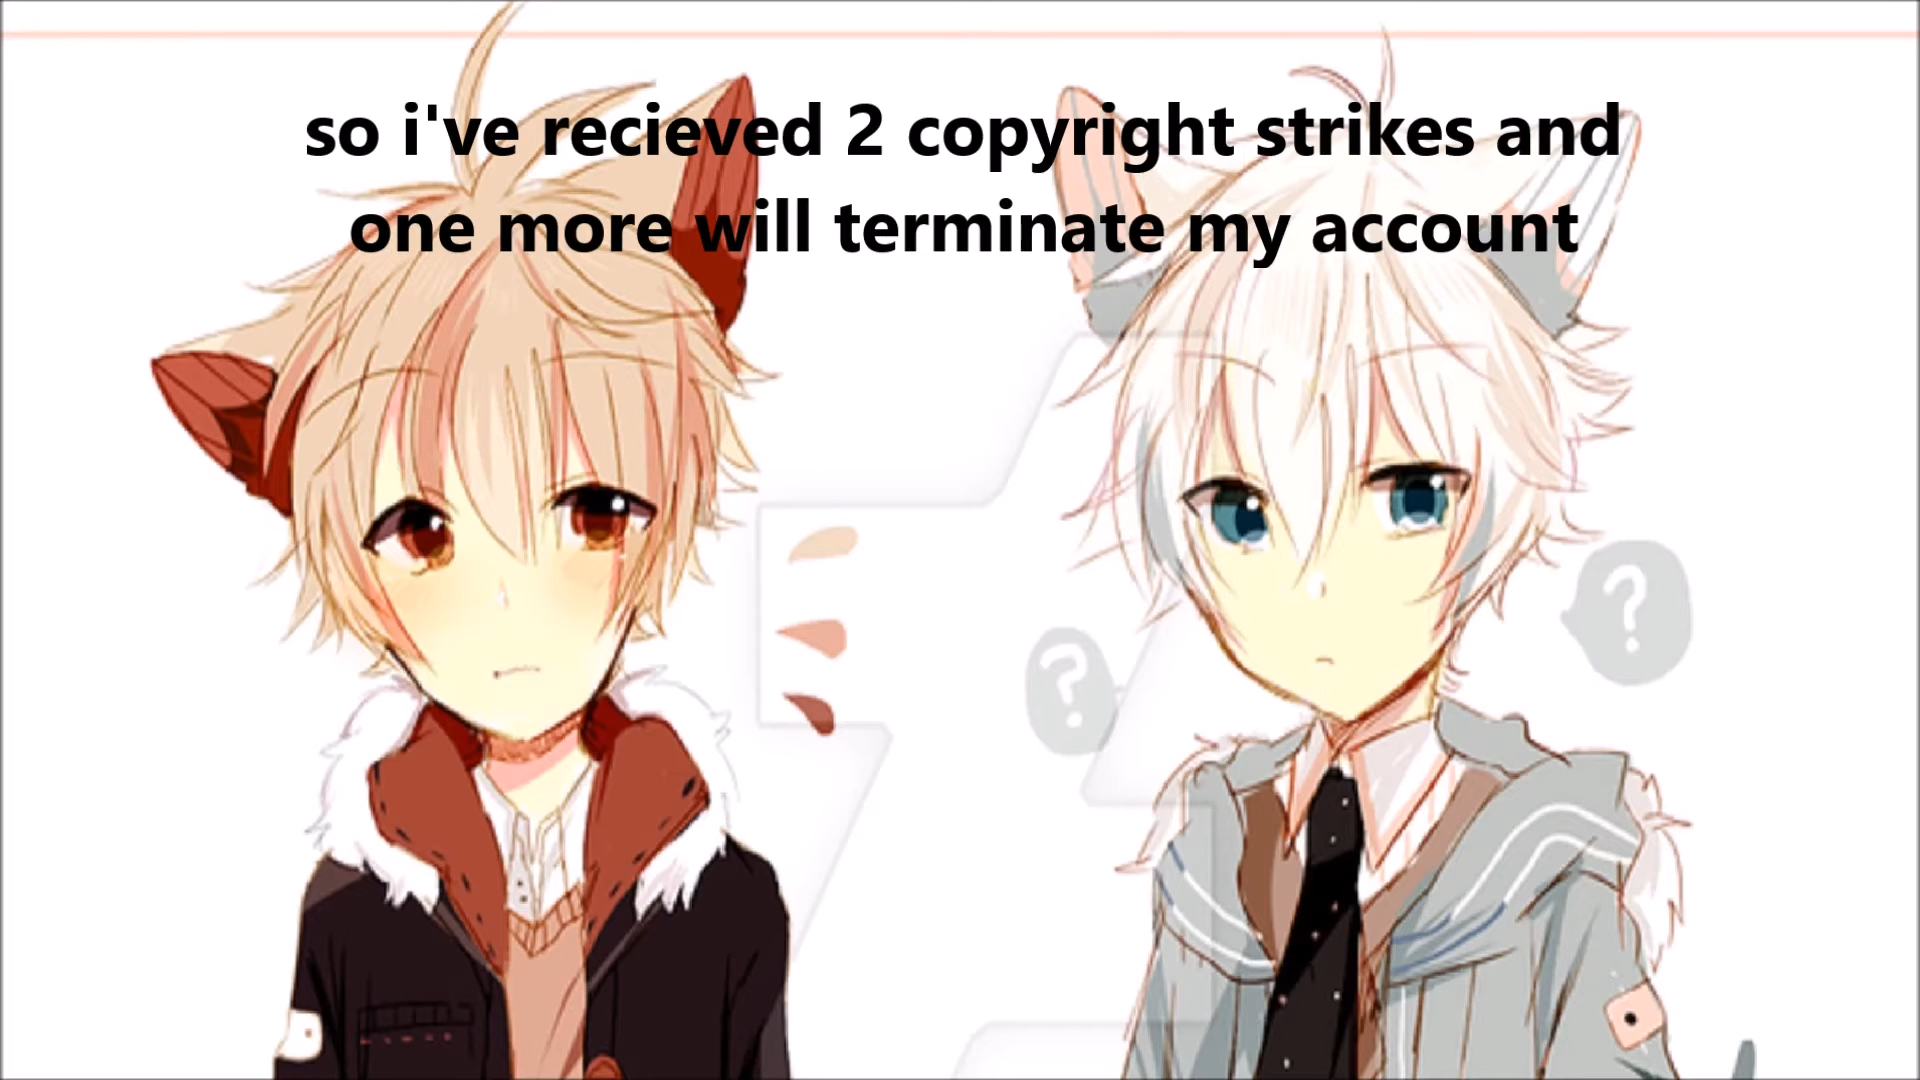 so i've recieved 2 copyright strikes and
one more will terminate my account
?
?